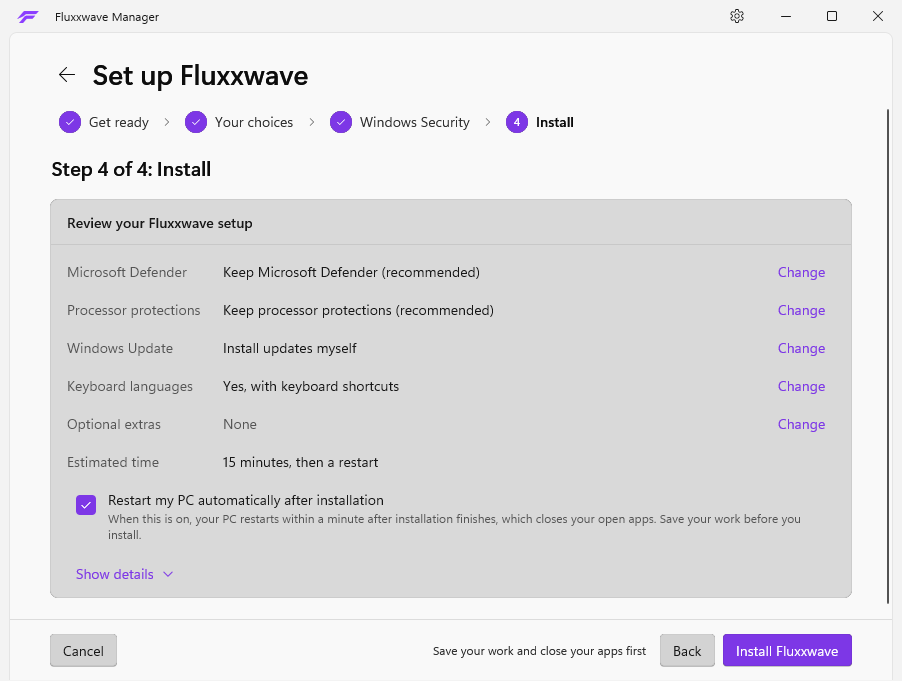 Fluxxwave Manager
Set up Fluxxwave
Get ready
Your choices
Windows Security
4
Install
Step 4 of 4: Install
Review your Fluxxwave setup
Microsoft Defender
Keep Microsoft Defender (recommended)
Change
Processor protections
Keep processor protections (recommended)
Change
Windows Update
Install updates myself
Change
Keyboard languages
Yes, with keyboard shortcuts
Change
Optional extras
None
Change
Estimated time
15 minutes, then a restart
Restart my PC automatically after installation
When this is on, your PC restarts within a minute after installation finishes, which closes your open apps. Save your work before you
install.
Show details
Cancel
Save your work and close your apps first
Back
Install Fluxxwave